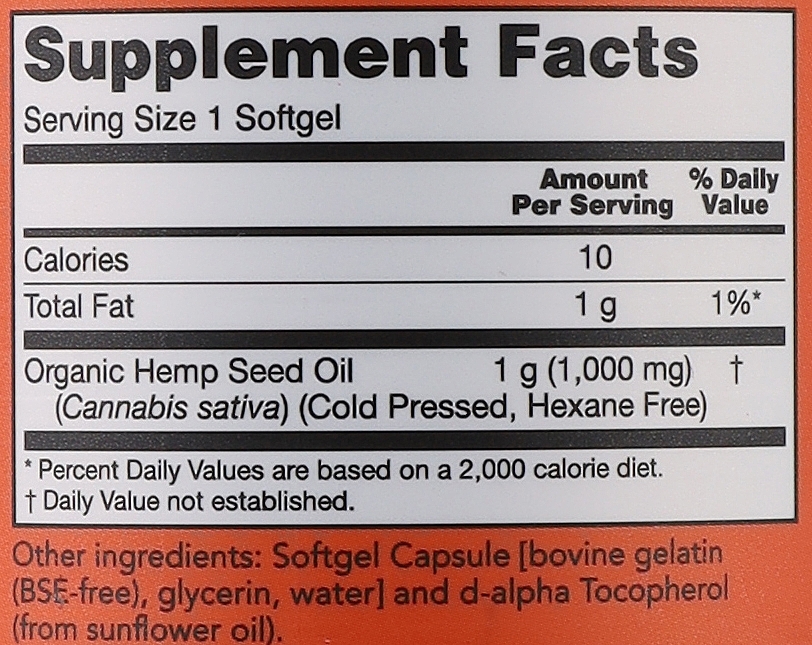 Supplement Facts
Serving Size 1 Softgel
Amount Per Serving % Daily Value
Calories 10
Total Fat 1 g 1%*
Organic Hemp Seed Oil 1 g (1,000 mg) †
(Cannabis sativa) (Cold Pressed, Hexane Free)
* Percent Daily Values are based on a 2,000 calorie diet.
† Daily Value not established.
Other ingredients: Softgel Capsule [bovine gelatin
(BSE-free), glycerin, water] and d-alpha Tocopherol
(from sunflower oil).